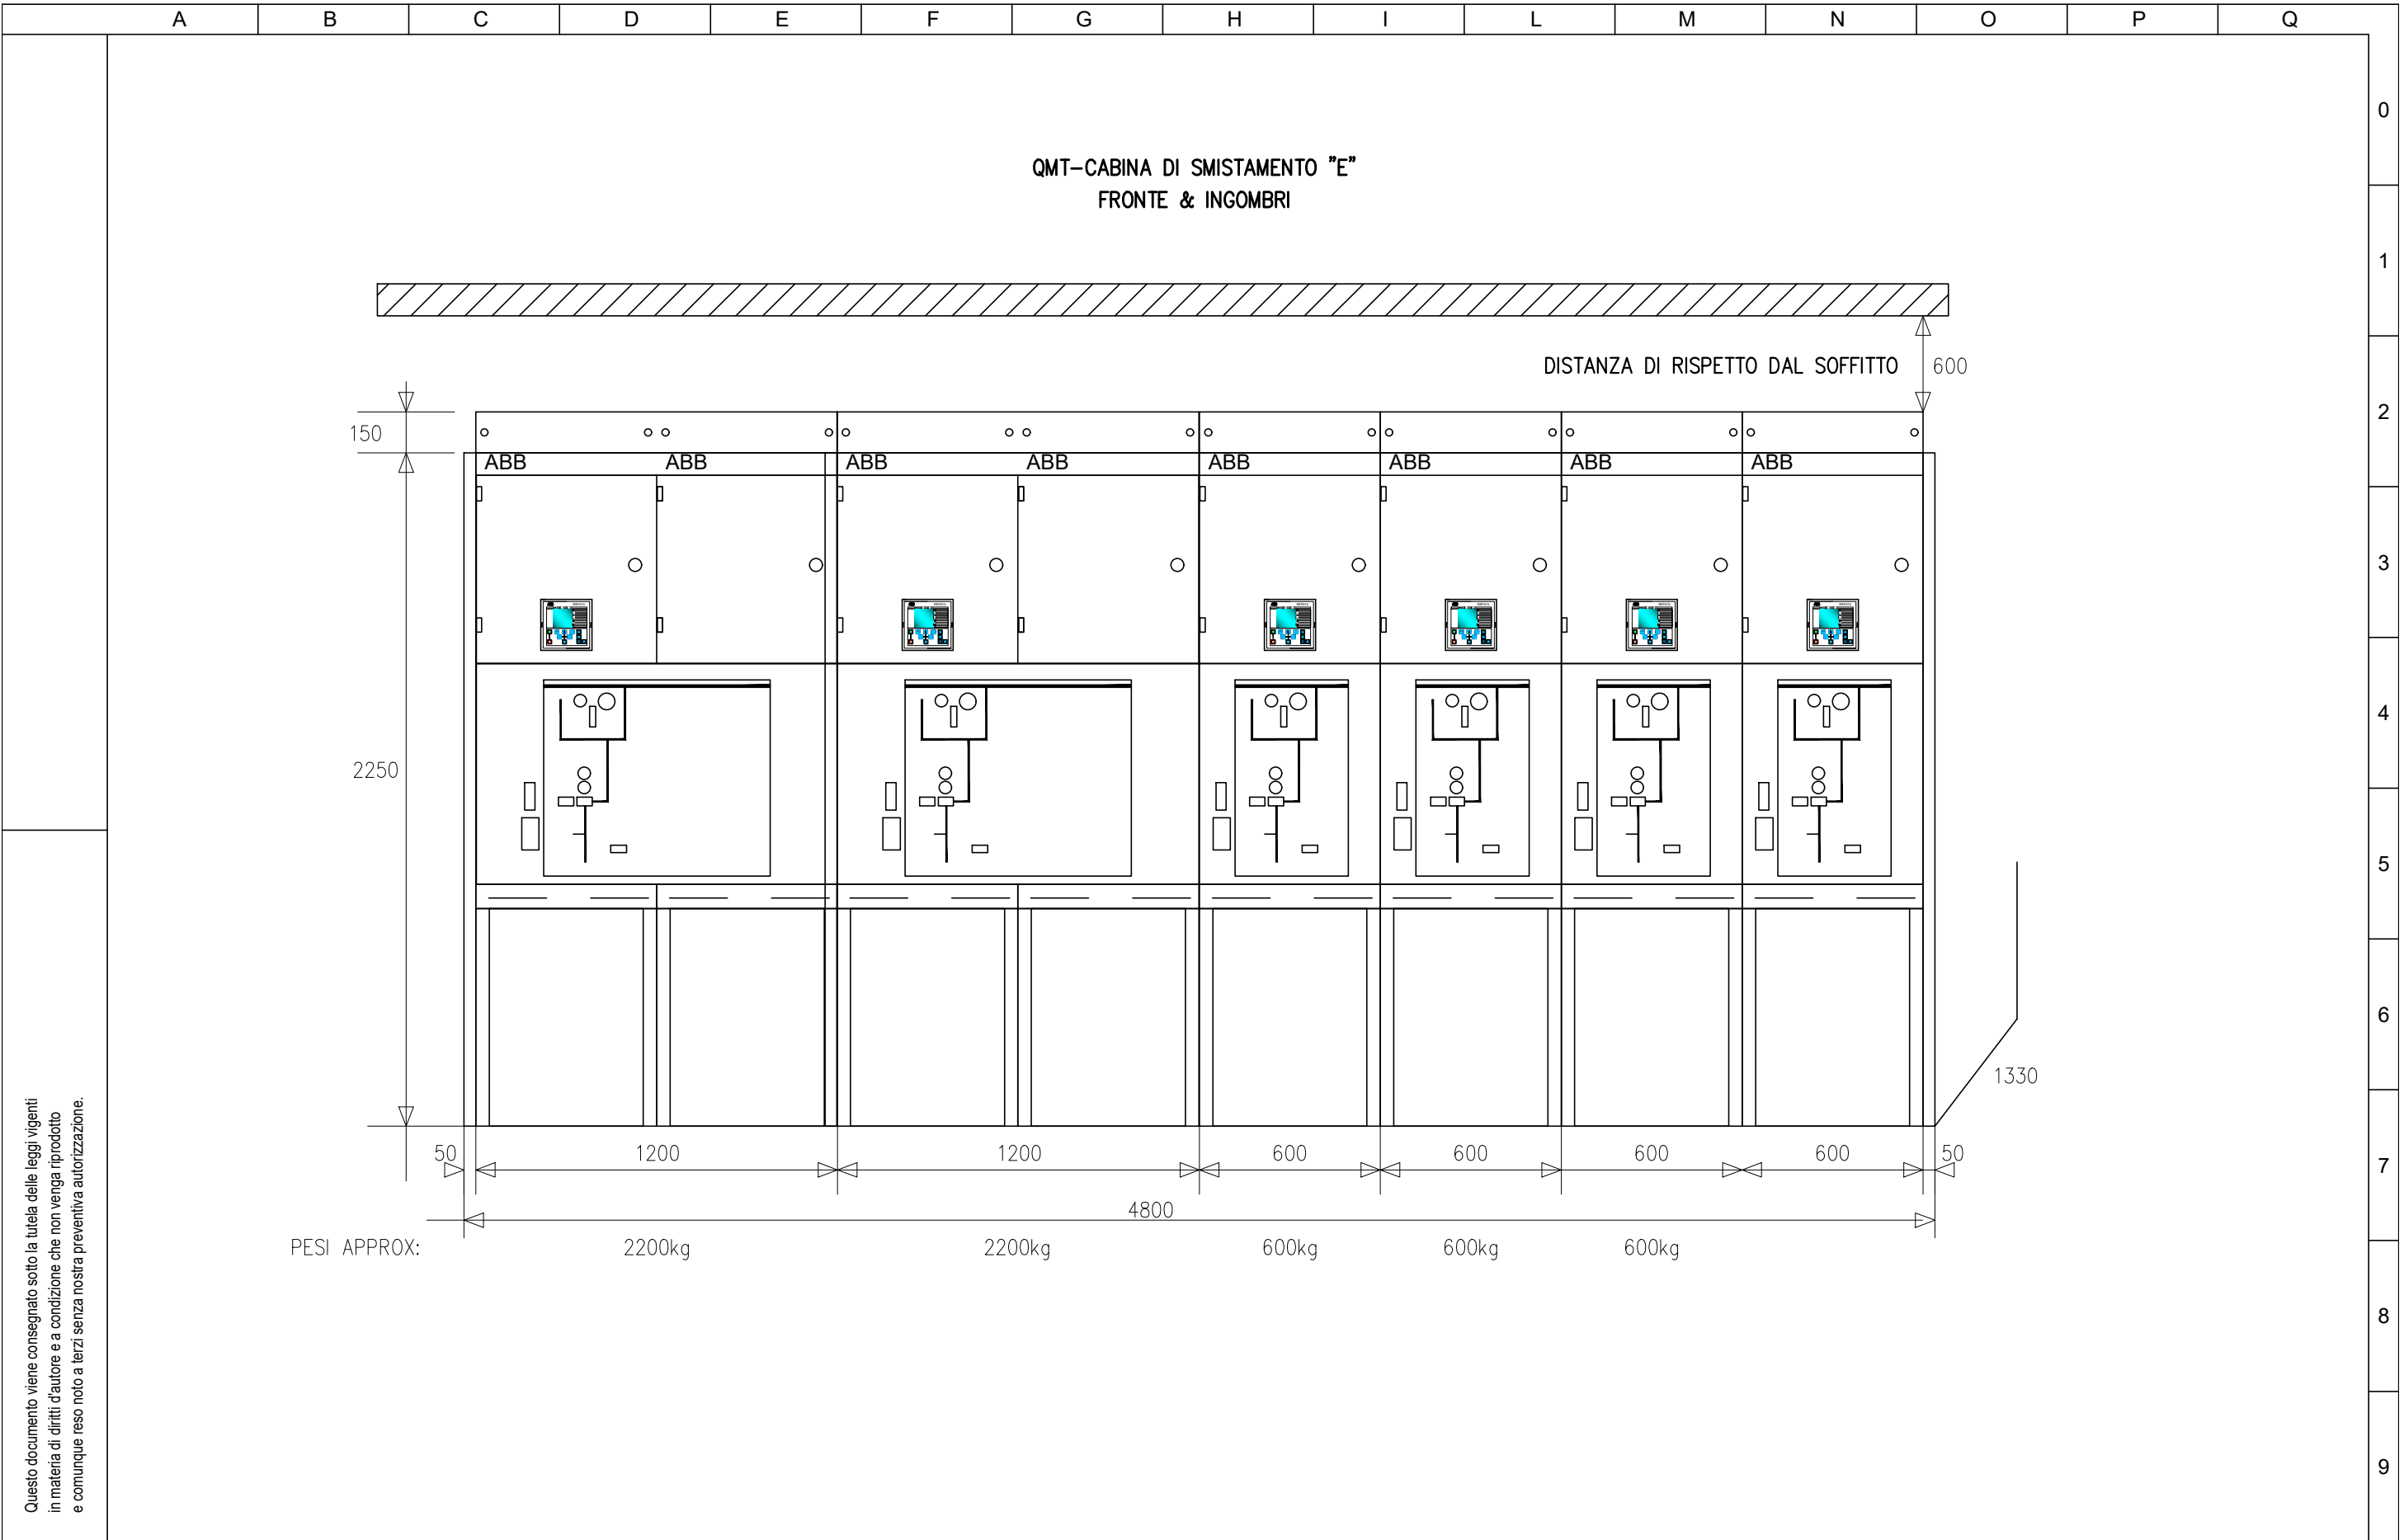 A B C D E F G H I L M N O P Q
0
QMT-CABINA DI SMISTAMENTO "E"
FRONTE & INGOMBRI
1
DISTANZA DI RISPETTO DAL SOFFITTO 600
2
150
ABB ABB ABB ABB ABB ABB ABB ABB
3
4
2250
5
6
1330
50 1200 1200 600 600 600 600 50
7
4800
PESI APPROX: 2200kg 2200kg 600kg 600kg 600kg
8
9
Questo documento viene consegnato sotto la tutela delle leggi vigenti
in materia di diritti d'autore e a condizione che non venga riprodotto
e comunque reso noto a terzi senza nostra preventiva autorizzazione.